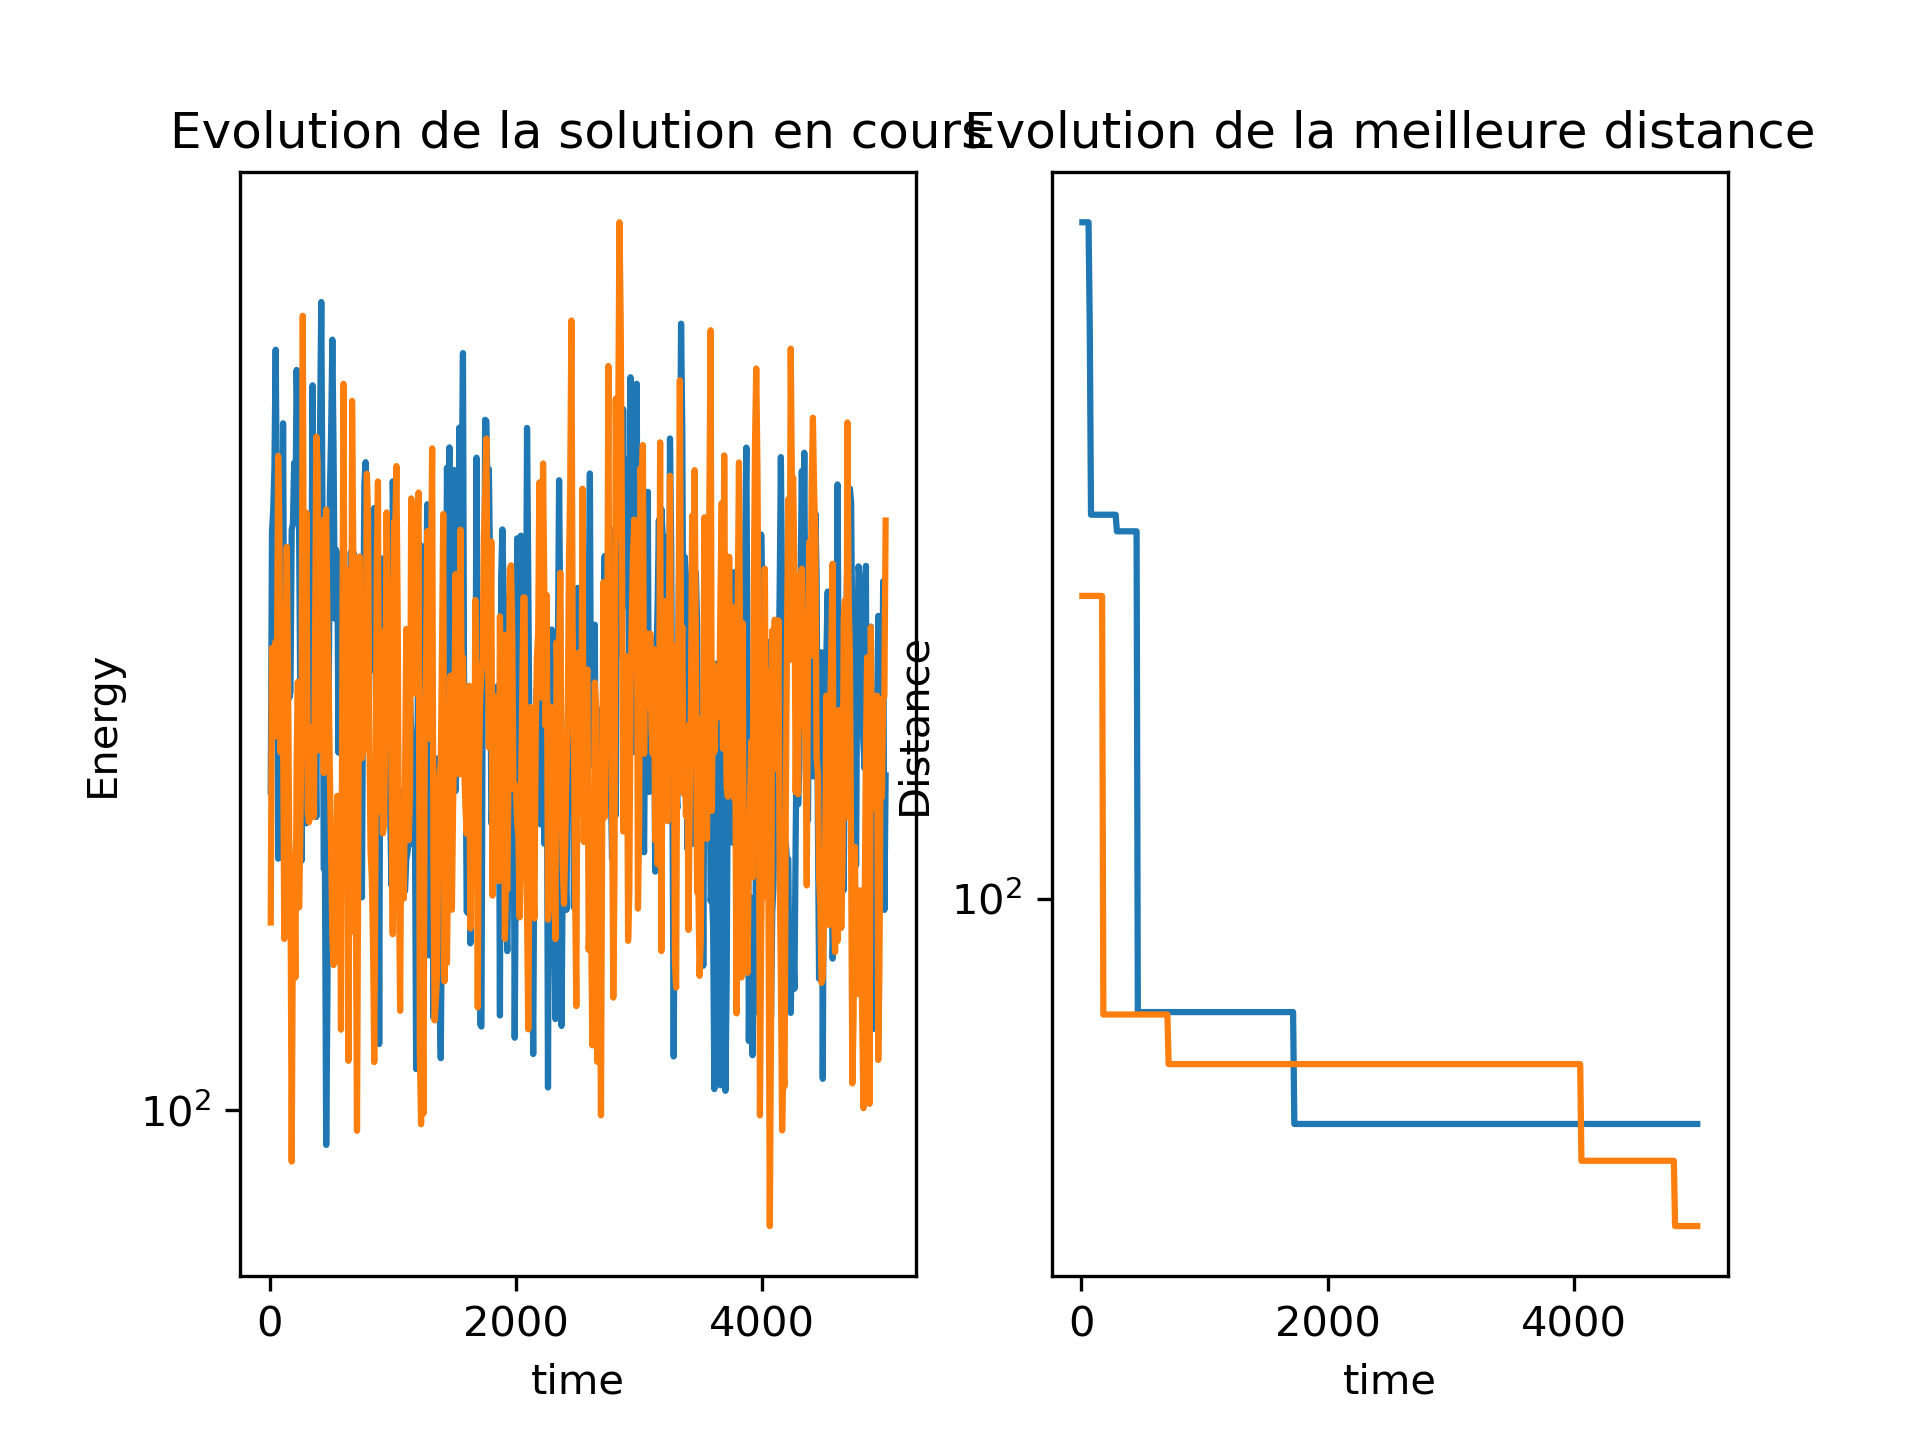 Evolution de la solution en cours
Energy
10²
0 2000 4000
time
Evolution de la meilleure distance
Distance
10²
0 2000 4000
time